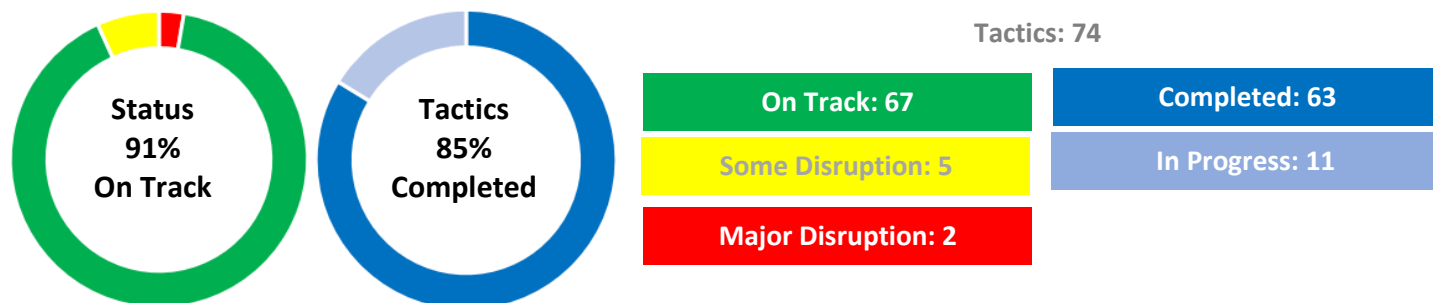 Status
91%
On Track
Tactics
85%
Completed
Tactics: 74
On Track: 67
Completed: 63
Some Disruption: 5
In Progress: 11
Major Disruption: 2